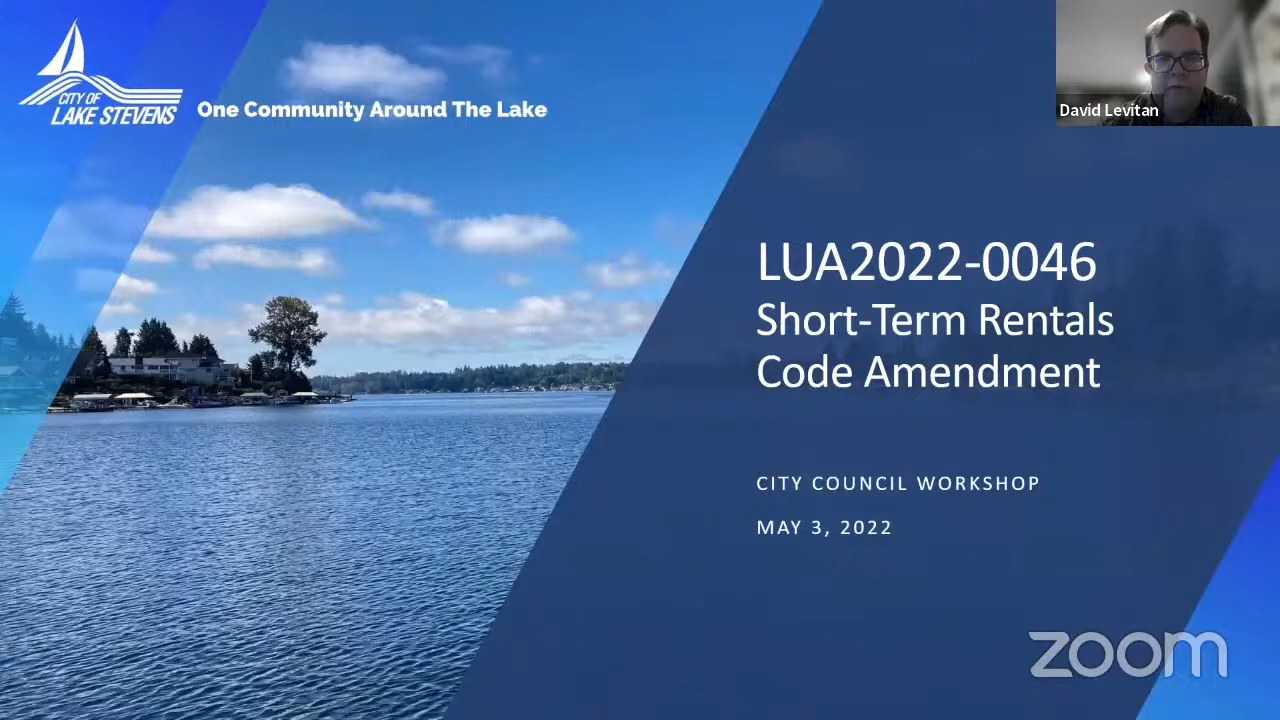 CITY OF
LAKE STEVENS
One Community Around The Lake
David Levitan
LUA2022-0046
Short-Term Rentals
Code Amendment
CITY COUNCIL WORKSHOP
MAY 3, 2022
zoom